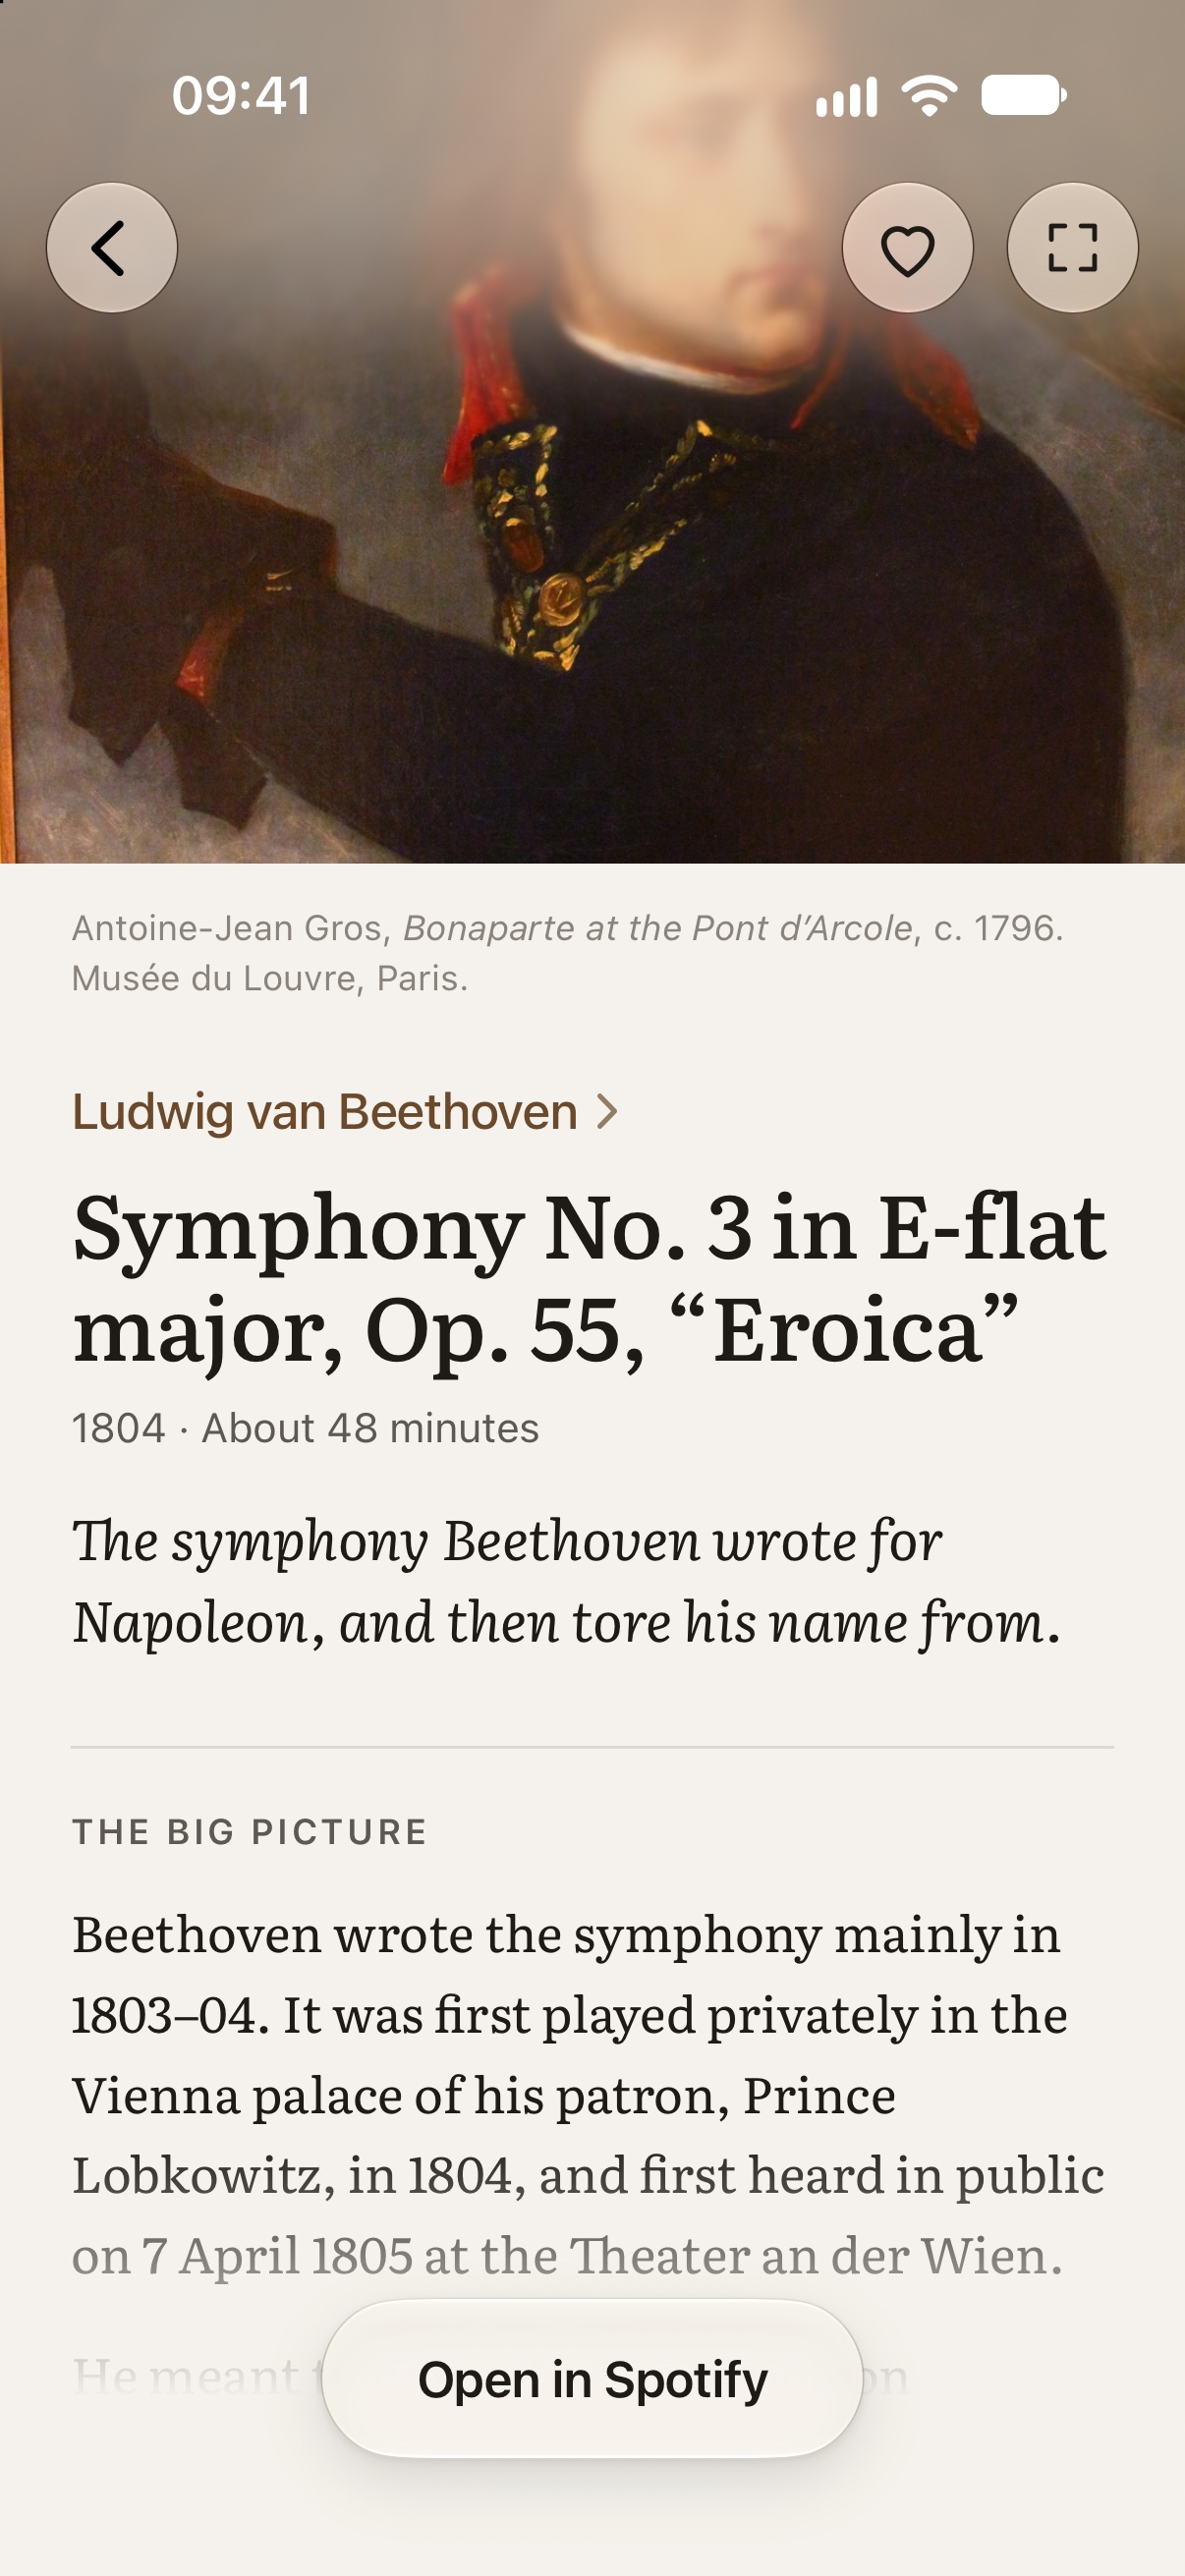 09:41
Antoine-Jean Gros, Bonaparte at the Pont d’Arcole, c. 1796.
Musée du Louvre, Paris.
Ludwig van Beethoven
Symphony No. 3 in E-flat
major, Op. 55, “Eroica”
1804 · About 48 minutes
The symphony Beethoven wrote for
Napoleon, and then tore his name from.
THE BIG PICTURE
Beethoven wrote the symphony mainly in
1803–04. It was first played privately in the
Vienna palace of his patron, Prince
Lobkowitz, in 1804, and first heard in public
on 7 April 1805 at the Theater an der Wien.
He meant
Open in Spotify